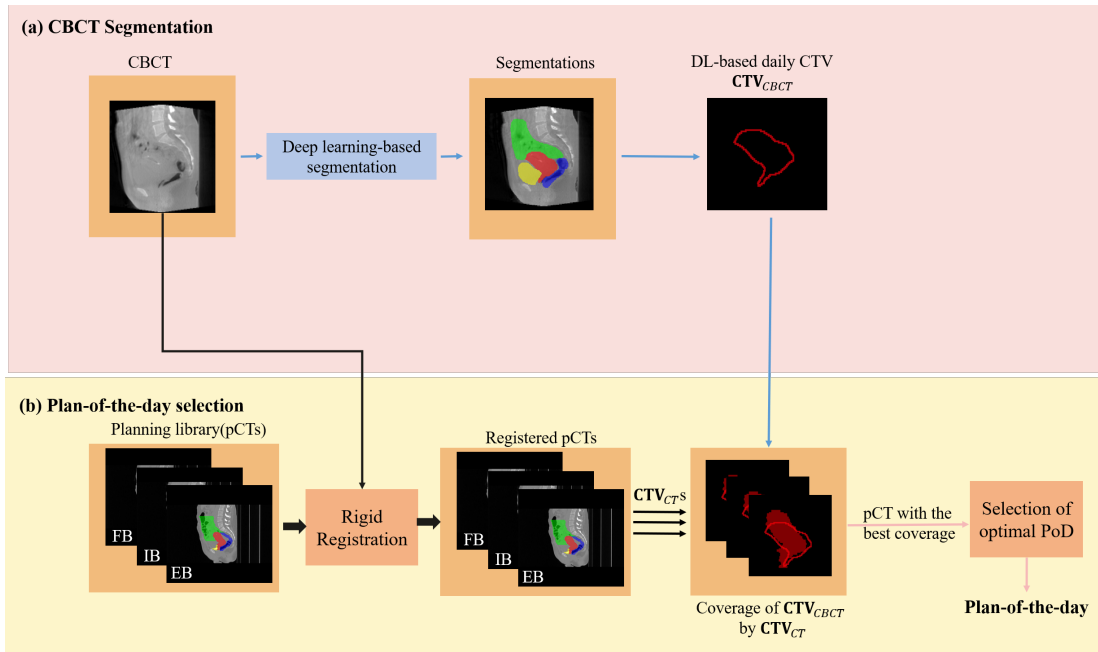 (a) CBCT Segmentation
CBCT
Segmentations
DL-based daily CTV
CTV_CBCT
Deep learning-based
segmentation
(b) Plan-of-the-day selection
Planning library(pCTs)
FB
IB
EB
Rigid
Registration
Registered pCTs
FB
IB
EB
CTV_CTs
Coverage of CTV_CBCT
by CTV_CT
pCT with the
best coverage
Selection of
optimal PoD
Plan-of-the-day